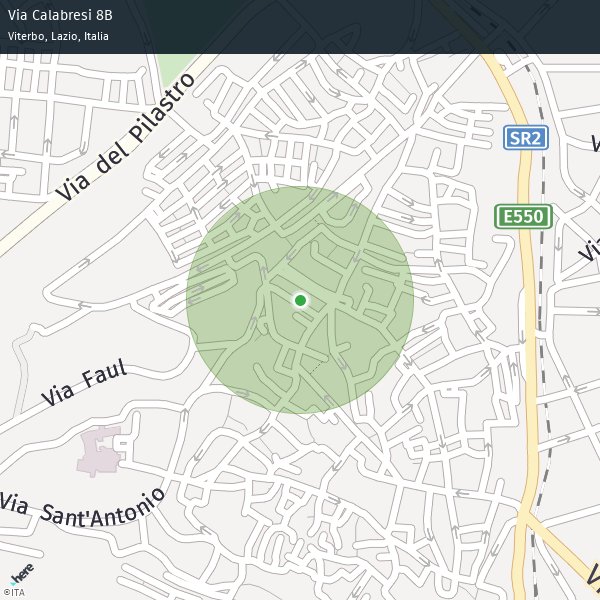 Via Calabresi 8B
Viterbo, Lazio, Italia
Via del Pilastro
SR2
E550
Via Faul
Via Sant'Antonio
here
©ITA